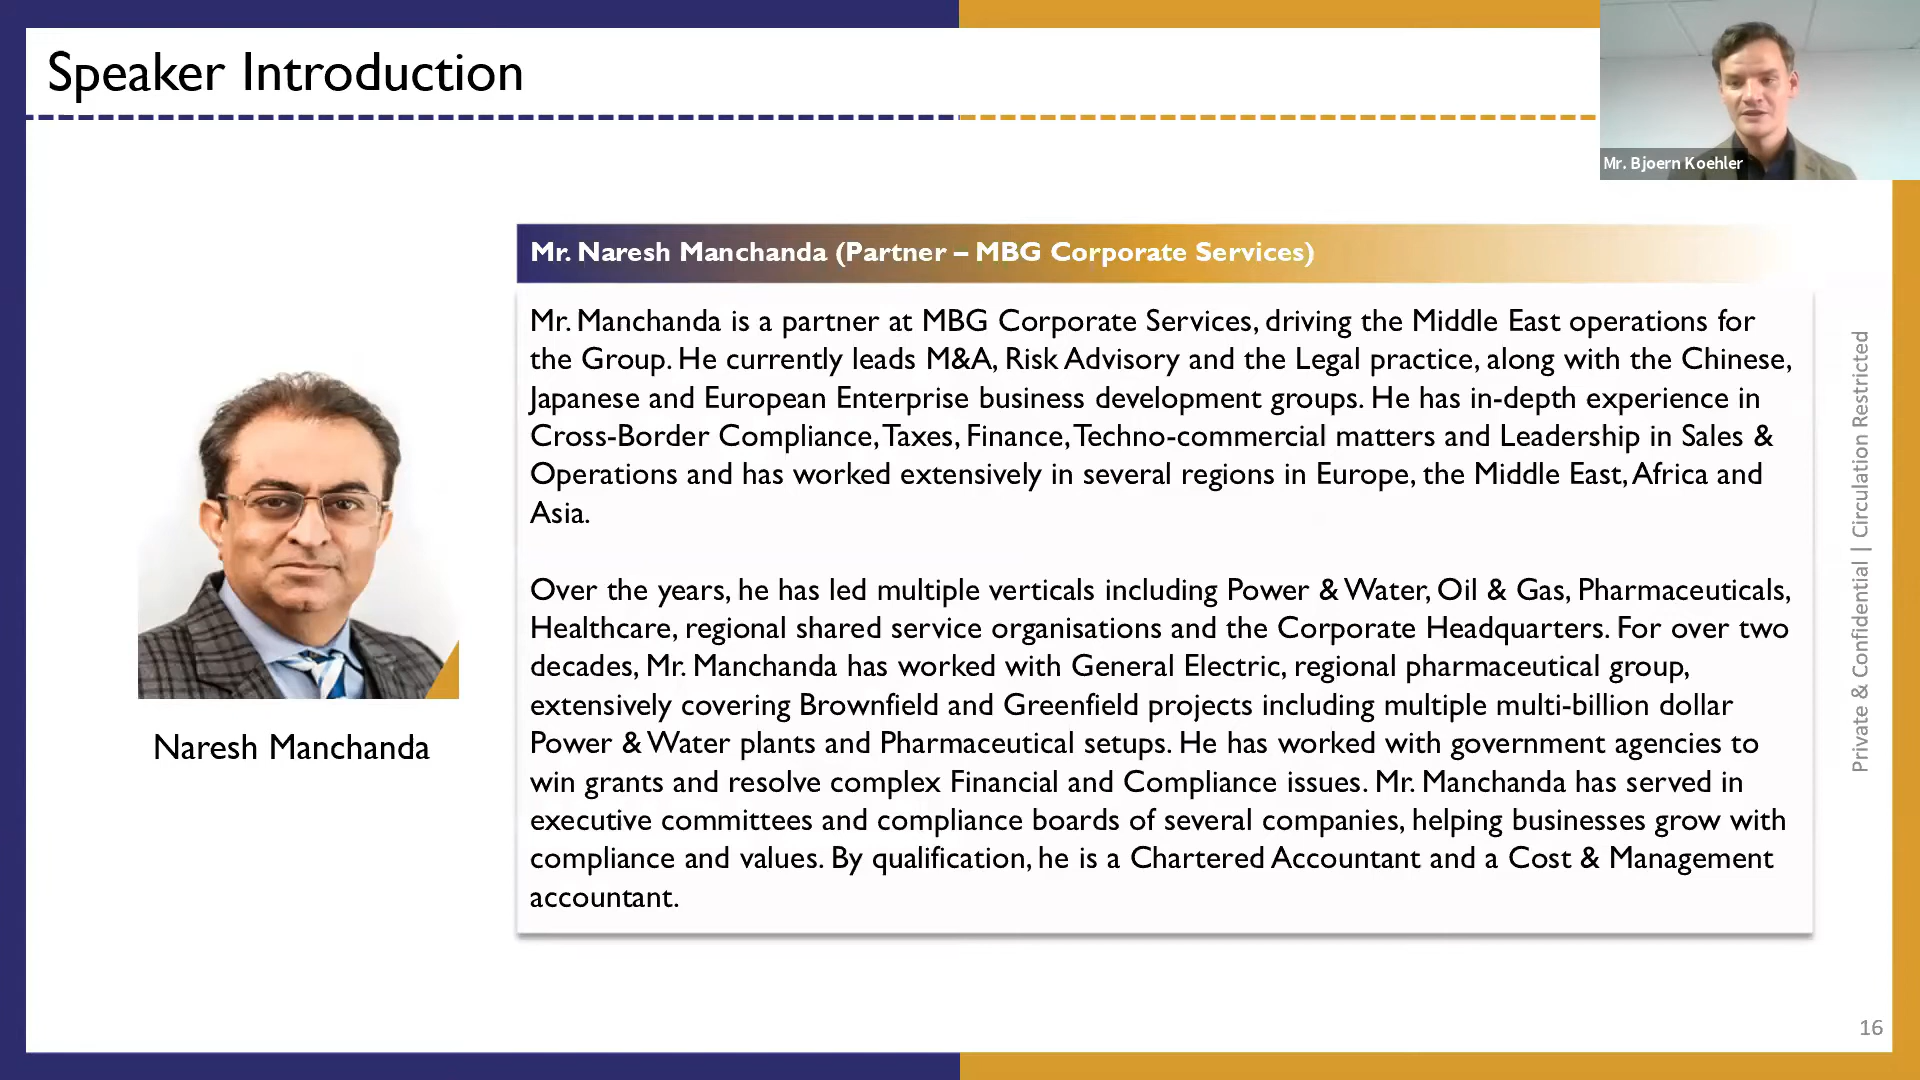 Speaker Introduction
Mr. Bjoern Koehler
Mr. Naresh Manchanda (Partner – MBG Corporate Services)
Mr. Manchanda is a partner at MBG Corporate Services, driving the Middle East operations for
the Group. He currently leads M&A, Risk Advisory and the Legal practice, along with the Chinese,
Japanese and European Enterprise business development groups. He has in-depth experience in
Cross-Border Compliance, Taxes, Finance, Techno-commercial matters and Leadership in Sales &
Operations and has worked extensively in several regions in Europe, the Middle East, Africa and
Asia.
Over the years, he has led multiple verticals including Power & Water, Oil & Gas, Pharmaceuticals,
Healthcare, regional shared service organisations and the Corporate Headquarters. For over two
decades, Mr. Manchanda has worked with General Electric, regional pharmaceutical group,
extensively covering Brownfield and Greenfield projects including multiple multi-billion dollar
Power & Water plants and Pharmaceutical setups. He has worked with government agencies to
win grants and resolve complex Financial and Compliance issues. Mr. Manchanda has served in
executive committees and compliance boards of several companies, helping businesses grow with
compliance and values. By qualification, he is a Chartered Accountant and a Cost & Management
accountant.
Naresh Manchanda
Private & Confidential | Circulation Restricted
16